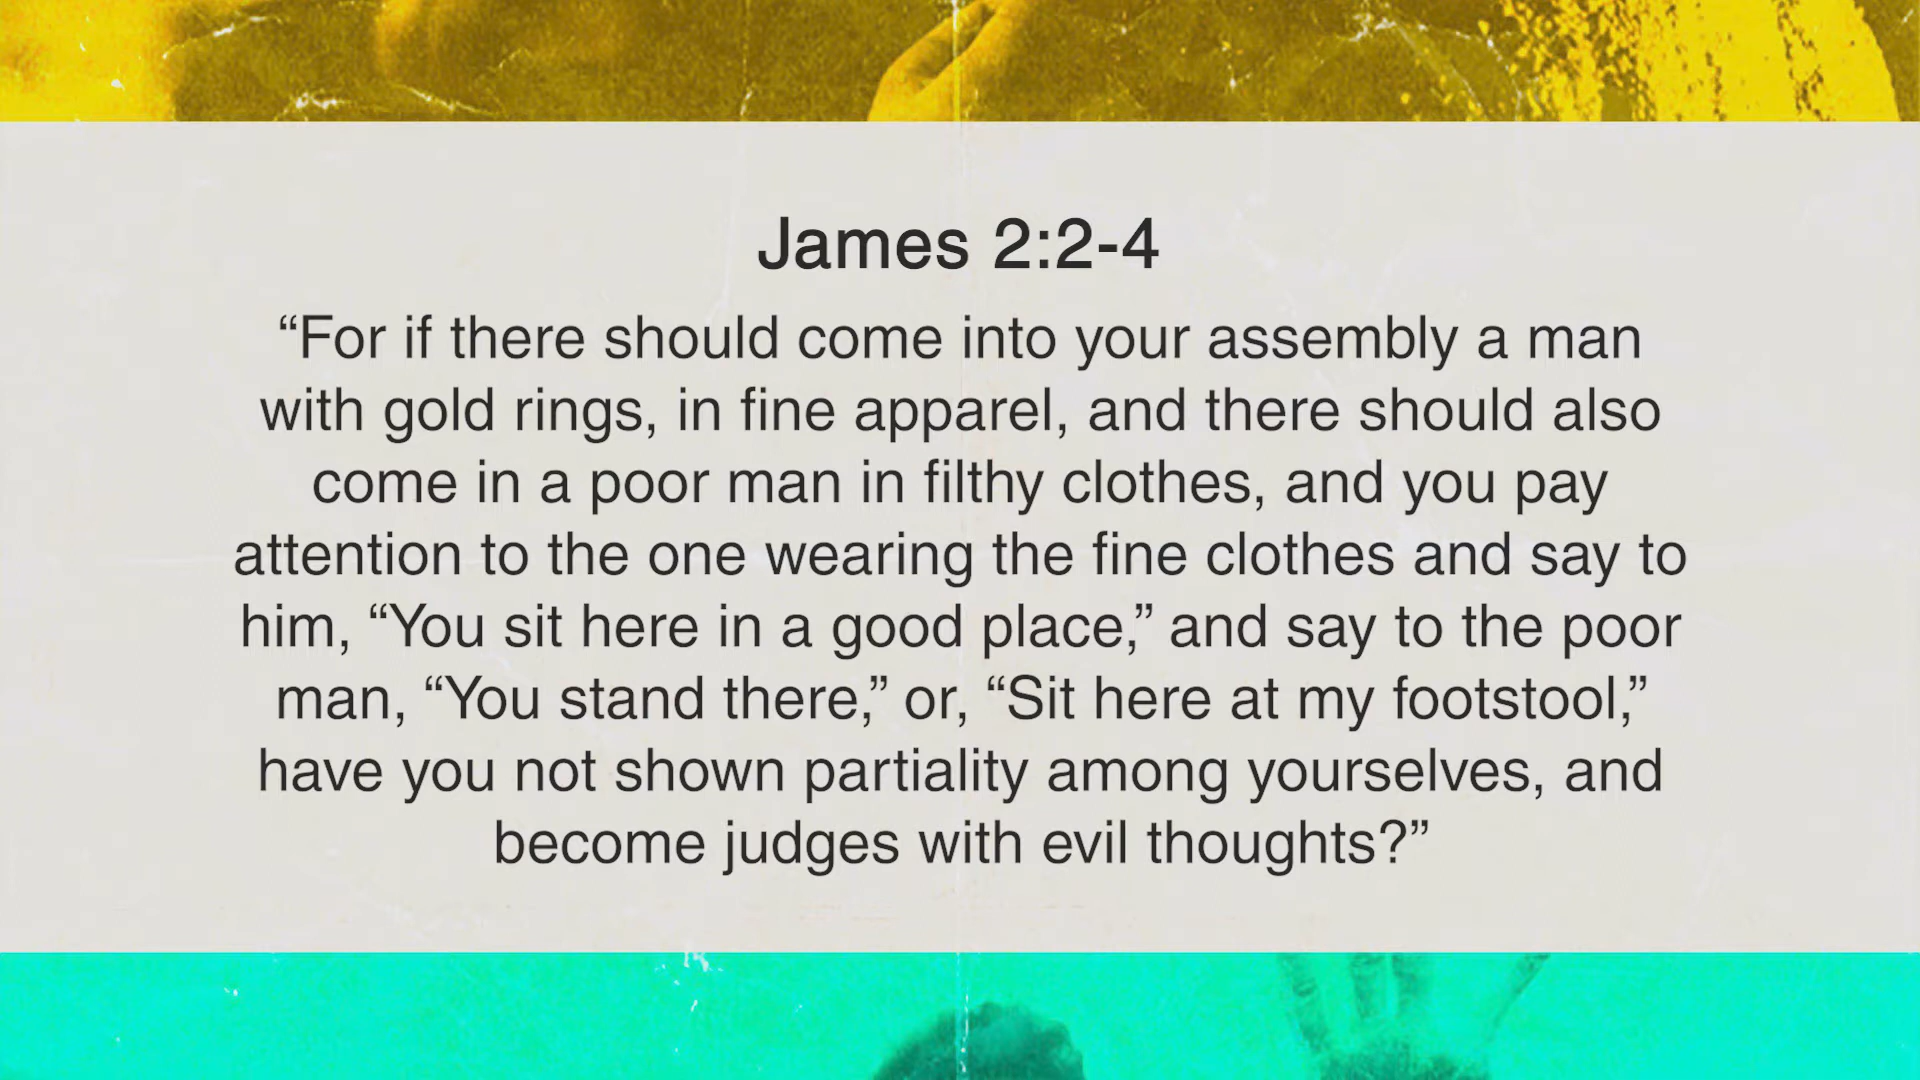 James 2:2-4
“For if there should come into your assembly a man
with gold rings, in fine apparel, and there should also
come in a poor man in filthy clothes, and you pay
attention to the one wearing the fine clothes and say to
him, “You sit here in a good place,” and say to the poor
man, “You stand there,” or, “Sit here at my footstool,”
have you not shown partiality among yourselves, and
become judges with evil thoughts?”